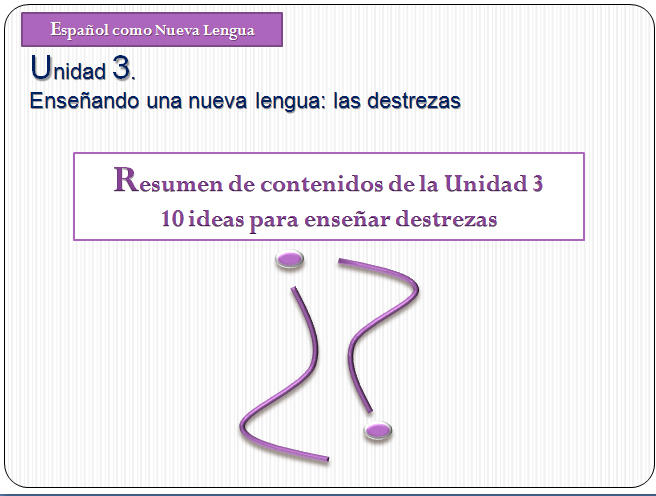 Español como Nueva Lengua
Unidad 3.
Enseñando una nueva lengua: las destrezas
Resumen de contenidos de la Unidad 3
10 ideas para enseñar destrezas